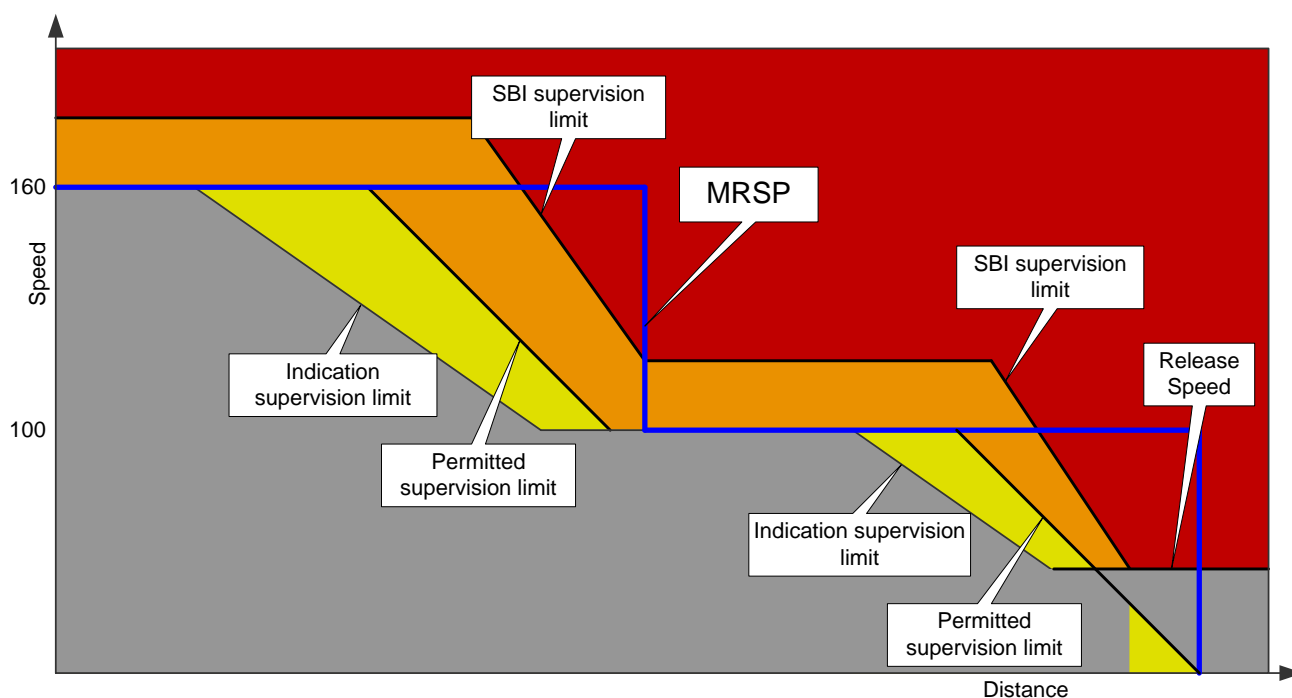 SBI supervision
limit
160
MRSP
Speed
SBI supervision
limit
Indication
supervision limit
Release
Speed
100
Permitted
supervision limit
Indication supervision
limit
Permitted
supervision limit
Distance